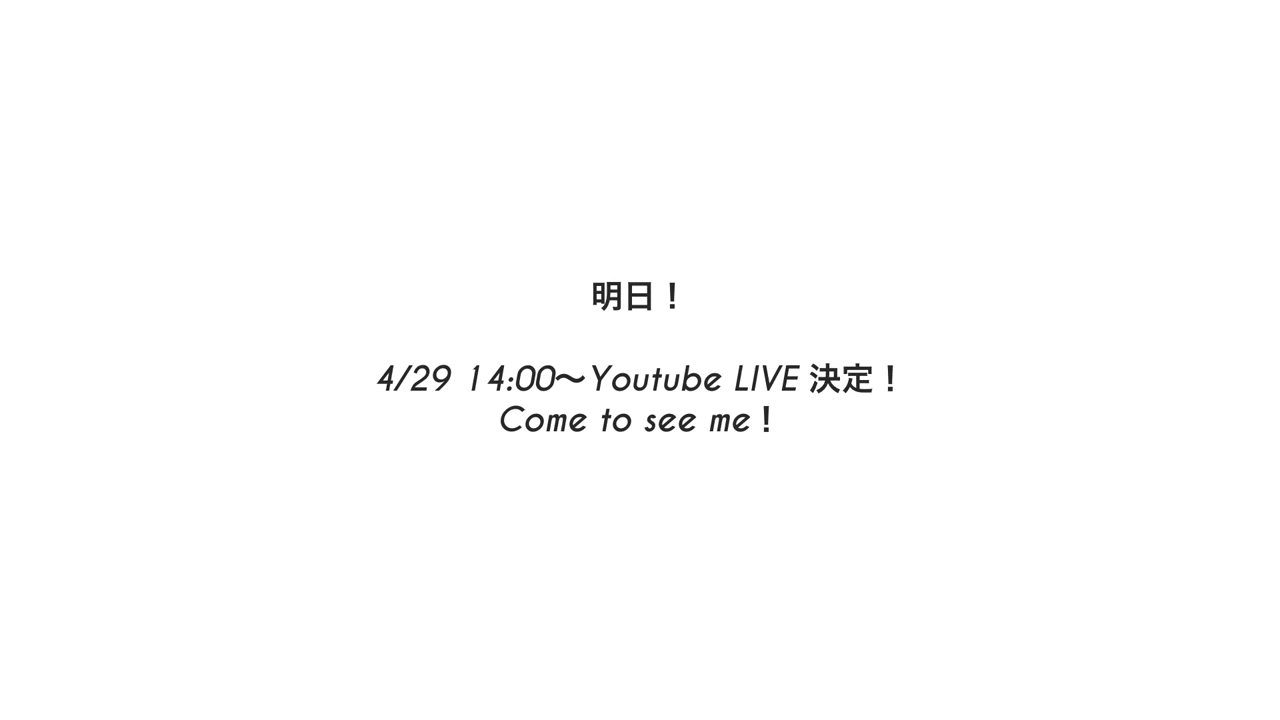 明日！
4/29 14:00〜Youtube LIVE 決定！
Come to see me！